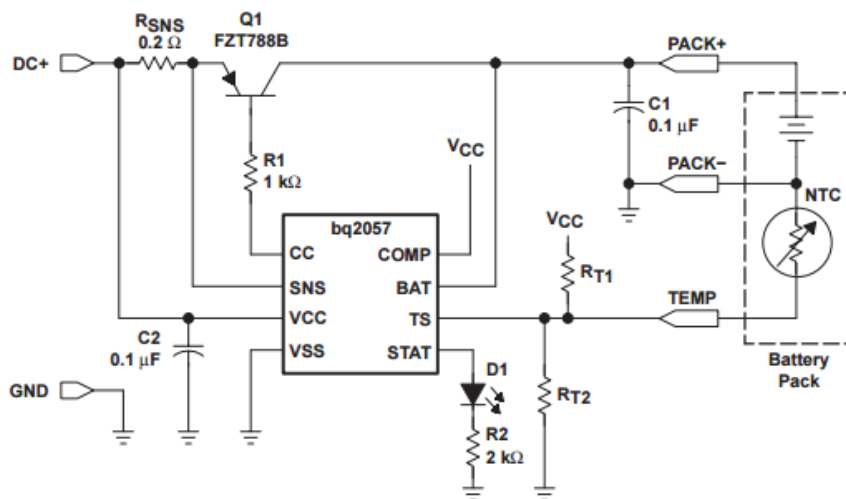 Q1
FZT788B
RSNS
0.2 Ω
DC+
PACK+
C1
0.1 µF
R1
1 kΩ
VCC
PACK−
NTC
bq2057
VCC
CC
COMP
SNS
BAT
RT1
VCC
TS
TEMP
C2
0.1 µF
VSS
STAT
D1
Battery
Pack
GND
RT2
R2
2 kΩ